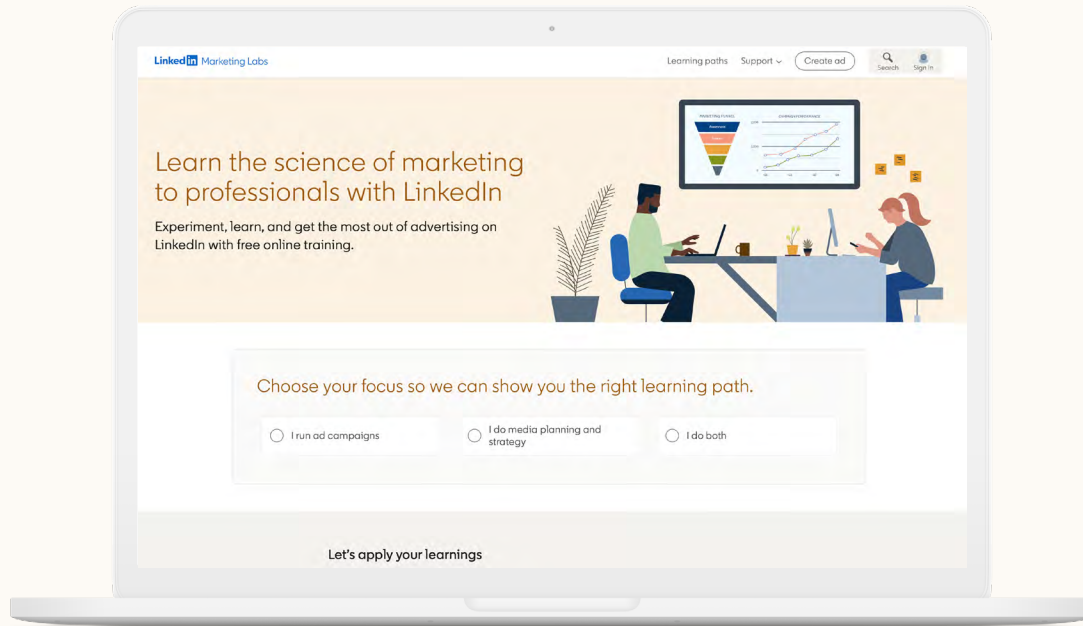 Linked in Marketing Labs
Learning paths Support Create ad Search Sign in
Learn the science of marketing
to professionals with LinkedIn
Experiment, learn, and get the most out of advertising on
LinkedIn with free online training.
Choose your focus so we can show you the right learning path.
I run ad campaigns
I do media planning and
strategy
I do both
Let's apply your learnings